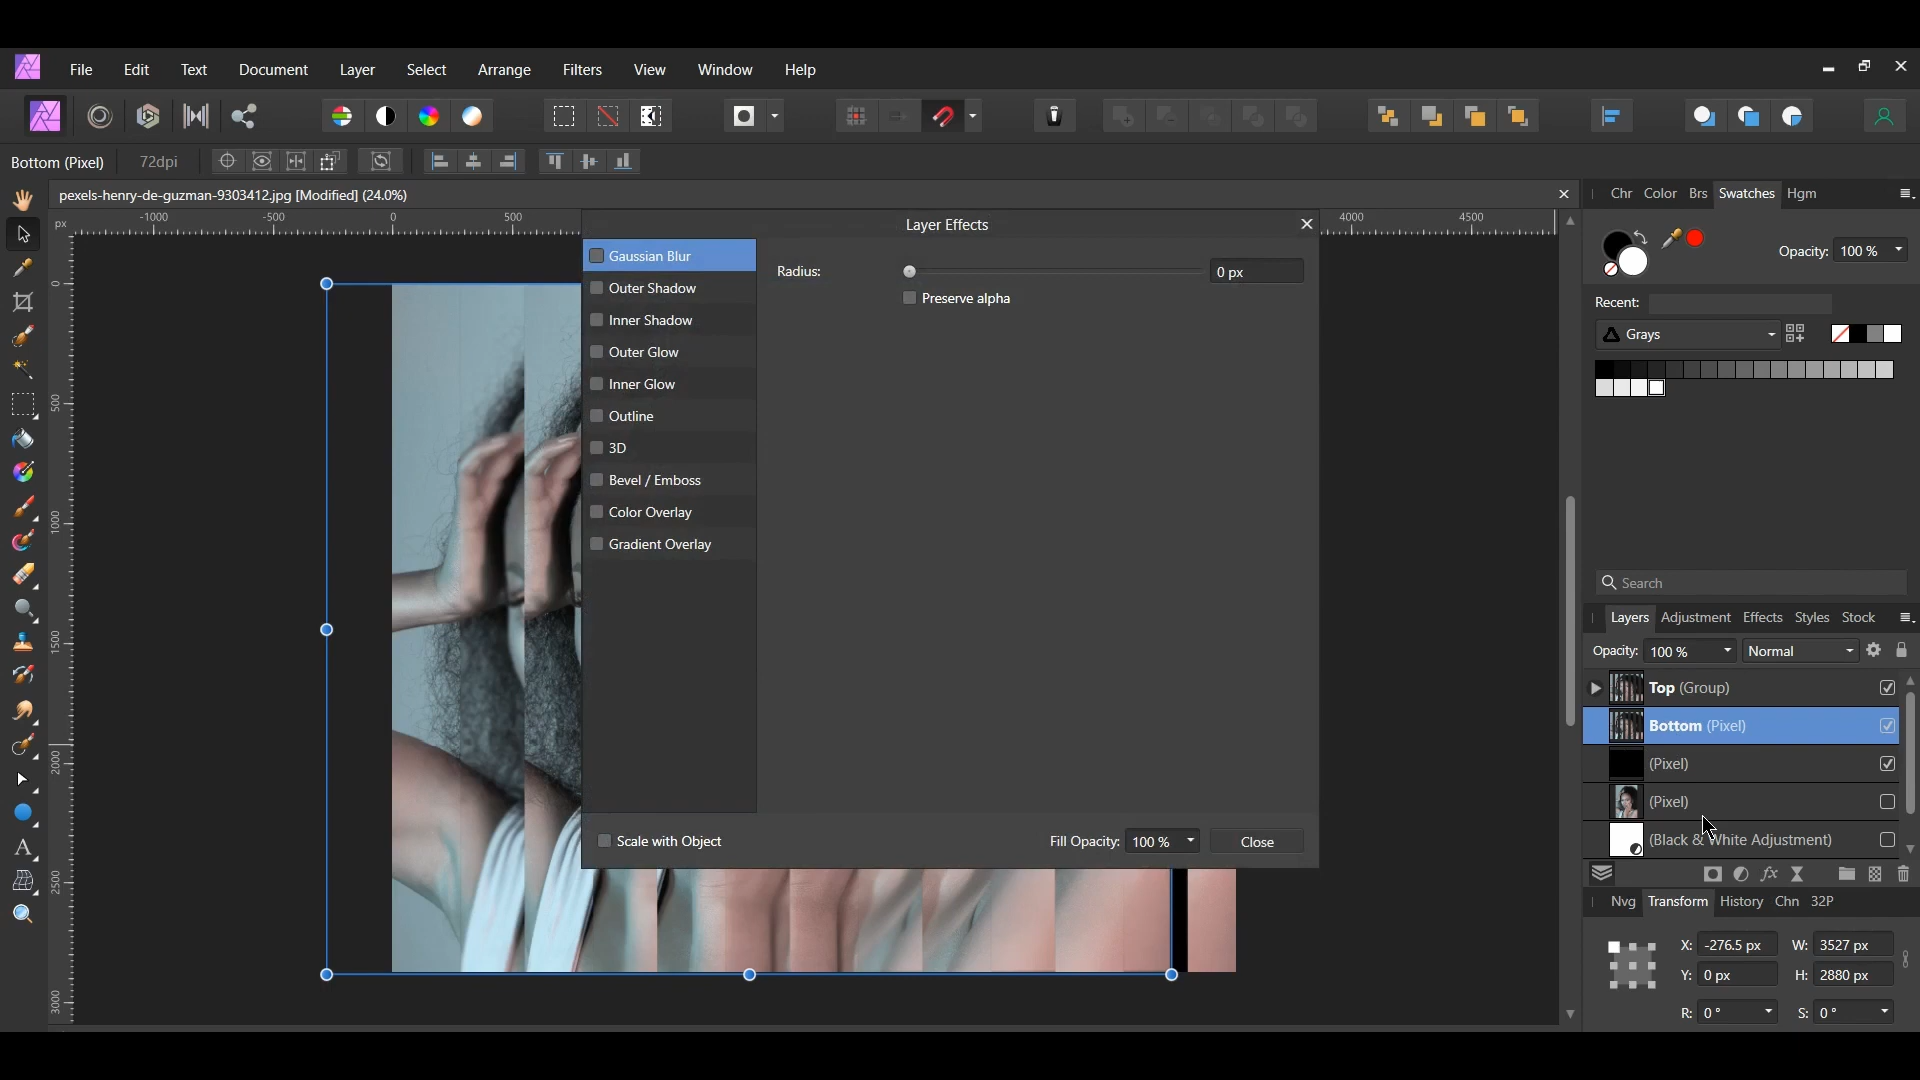 File Edit Text Document Layer Select Arrange Filters View Window Help
Bottom (Pixel) 72dpi
pexels-henry-de-guzman-9303412.jpg [Modified] (24.0%)
px -1000 -500 0 500 4000 4500
0
500
1000
1500
2000
2500
3000
Layer Effects
Gaussian Blur
Outer Shadow
Inner Shadow
Outer Glow
Inner Glow
Outline
3D
Bevel / Emboss
Color Overlay
Gradient Overlay
Radius: 0 px
Preserve alpha
Scale with Object
Fill Opacity: 100 % Close
Chr Color Brs Swatches Hgm
Opacity: 100 %
Recent:
Grays
Search
Layers Adjustment Effects Styles Stock
Opacity: 100 % Normal
Top (Group)
Bottom (Pixel)
(Pixel)
(Pixel)
(Black & White Adjustment)
fx
Nvg Transform History Chn 32P
X: -276.5 px W: 3527 px
Y: 0 px H: 2880 px
R: 0 ° S: 0 °